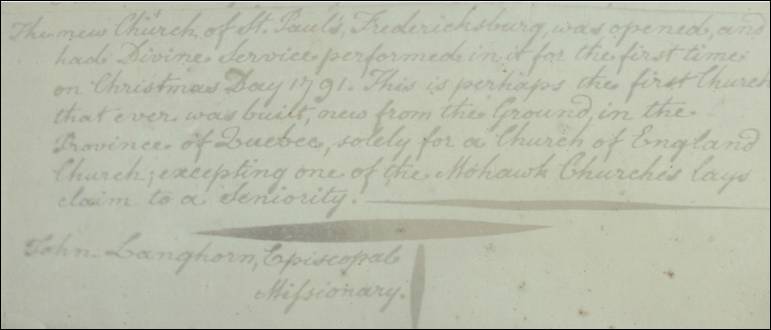 The new Church, of St. Paul's, Fredericksburg, was opened, and
had Divine Service performed in it for the first time
on Christmas Day 1791. This is perhaps the first Church
that ever was built, new from the Ground, in the
Province of Quebec, solely for a Church of England
Church; excepting one of the Mohawk Churches lays
claim to a Seniority.
John Langhorn, Episcopal
Missionary.